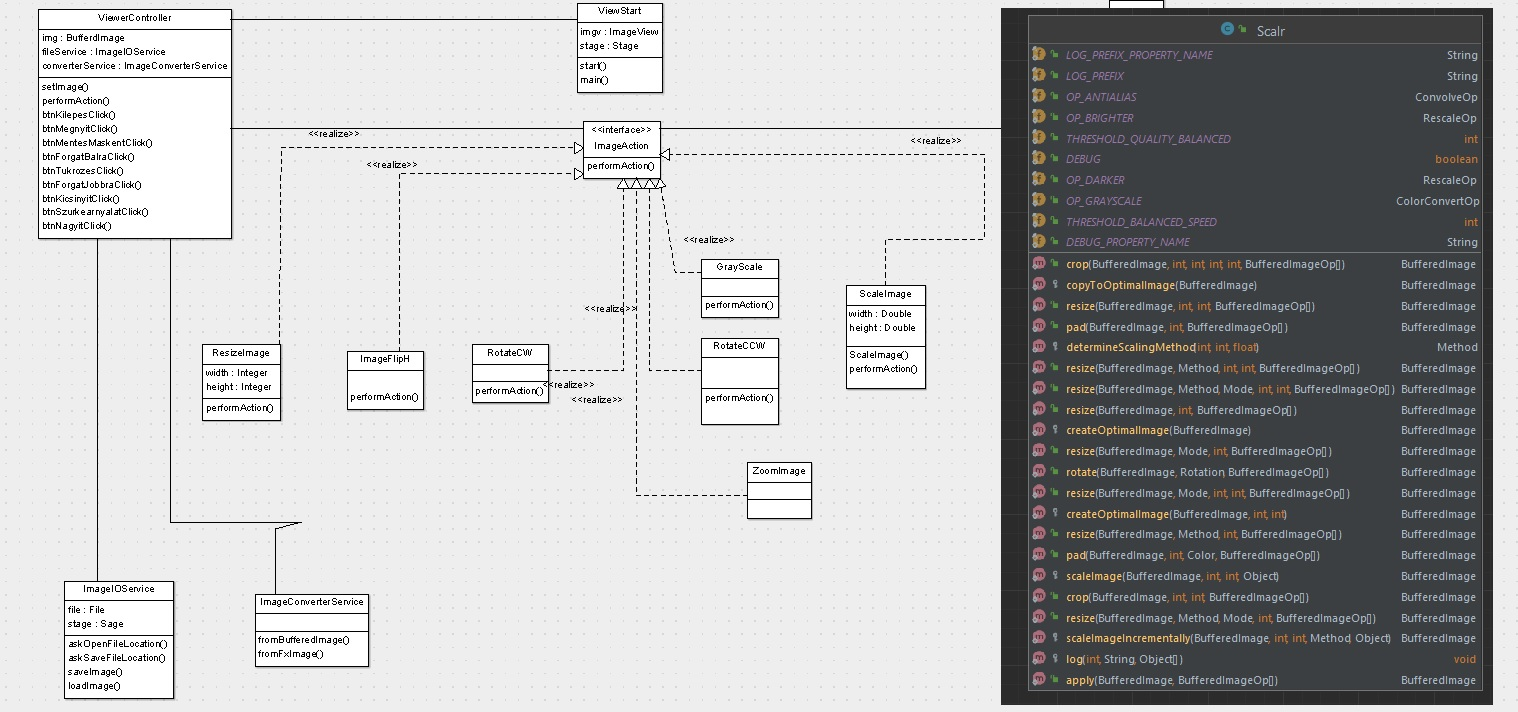 ViewerController
img : BufferdImage
fileService : ImageIOService
converterService : ImageConverterService
setImage()
performAction()
btnKilepesClick()
btnMegnyitClick()
btnMentesMaskentClick()
btnForgatBalraClick()
btnTukrozesClick()
btnForgatJobbraClick()
btnKicsinyitClick()
btnSzurkearnyalatClick()
btnNagyitClick()
ViewStart
imgv : ImageView
stage : Stage
start()
main()
<<interface>>
ImageAction
performAction()
<<realize>>
<<realize>>
<<realize>>
<<realize>>
<<realize>>
<<realize>>
<<realize>>
GrayScale
performAction()
ScaleImage
width : Double
height : Double
ScaleImage()
performAction()
ResizeImage
width : Integer
height : Integer
performAction()
ImageFlipH
performAction()
RotateCW
performAction()
RotateCCW
performAction()
ZoomImage
ImageIOService
file : File
stage : Sage
askOpenFileLocation()
askSaveFileLocation()
saveImage()
loadImage()
ImageConverterService
fromBufferedImage()
fromFxImage()
Scalr
LOG_PREFIX_PROPERTY_NAME String
LOG_PREFIX String
OP_ANTIALIAS ConvolveOp
OP_BRIGHTER RescaleOp
THRESHOLD_QUALITY_BALANCED int
DEBUG boolean
OP_DARKER RescaleOp
OP_GRAYSCALE ColorConvertOp
THRESHOLD_BALANCED_SPEED int
DEBUG_PROPERTY_NAME String
crop(BufferedImage, int, int, int, int, BufferedImageOp[]) BufferedImage
copyToOptimalImage(BufferedImage) BufferedImage
resize(BufferedImage, int, int, BufferedImageOp[]) BufferedImage
pad(BufferedImage, int, BufferedImageOp[]) BufferedImage
determineScalingMethod(int, int, float) Method
resize(BufferedImage, Method, int, int, BufferedImageOp[]) BufferedImage
resize(BufferedImage, Method, Mode, int, int, BufferedImageOp[]) BufferedImage
resize(BufferedImage, int, BufferedImageOp[]) BufferedImage
createOptimalImage(BufferedImage) BufferedImage
resize(BufferedImage, Mode, int, BufferedImageOp[]) BufferedImage
rotate(BufferedImage, Rotation, BufferedImageOp[]) BufferedImage
resize(BufferedImage, Mode, int, int, BufferedImageOp[]) BufferedImage
createOptimalImage(BufferedImage, int, int) BufferedImage
resize(BufferedImage, Method, int, BufferedImageOp[]) BufferedImage
pad(BufferedImage, int, Color, BufferedImageOp[]) BufferedImage
scaleImage(BufferedImage, int, int, Object) BufferedImage
crop(BufferedImage, int, int, BufferedImageOp[]) BufferedImage
resize(BufferedImage, Method, Mode, int, BufferedImageOp[]) BufferedImage
scaleImageIncrementally(BufferedImage, int, int, Method, Object) BufferedImage
log(int, String, Object[]) void
apply(BufferedImage, BufferedImageOp[]) BufferedImage